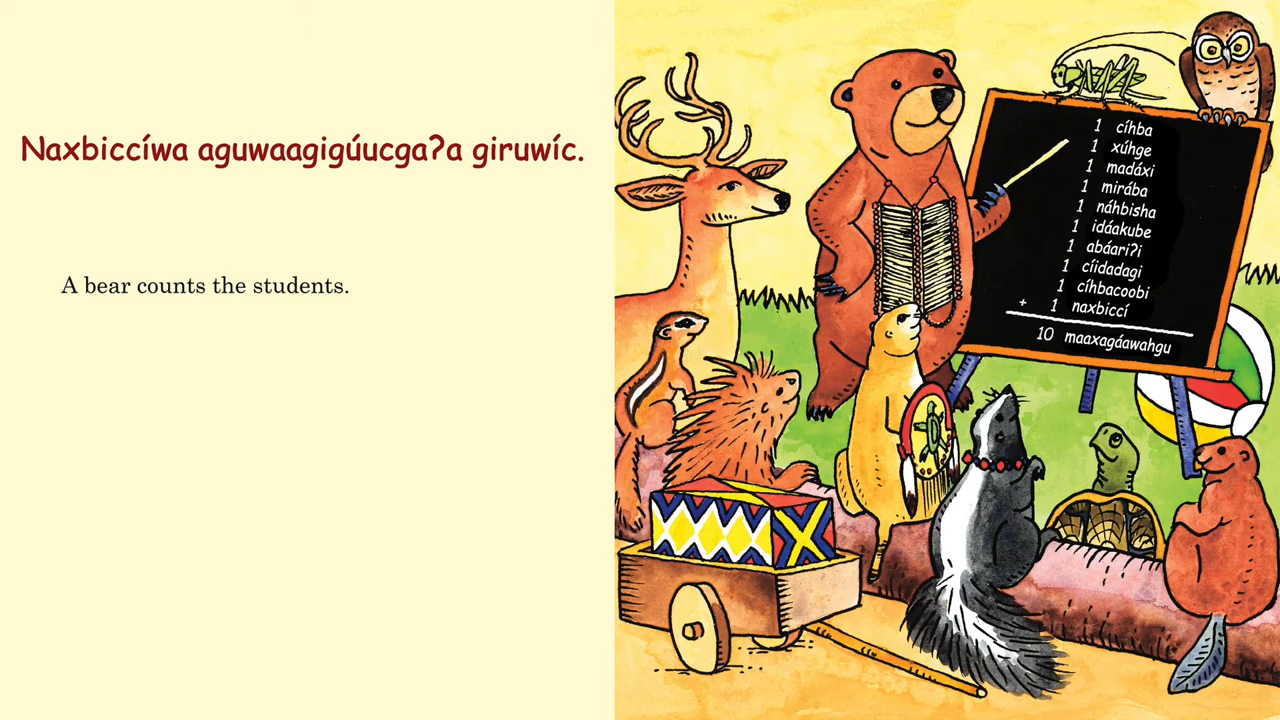 Naxbiccíwa aguwaagigúucga?a giruwíc.
A bear counts the students.
1 cíhba
1 xúhge
1 madáxi
1 mirába
1 náhbisha
1 idáakube
1 abáari?i
1 cíidadagi
1 cíhbacoobi
+ 1 naxbiccí
10 maaxagáawahgu